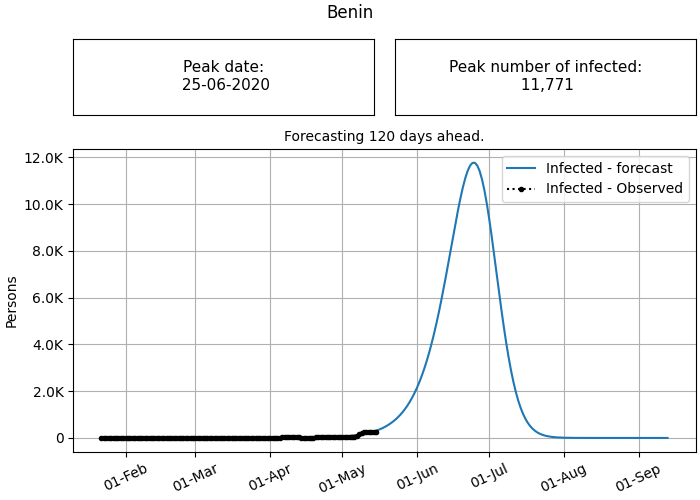 Benin
Peak date:
25-06-2020
Peak number of infected:
11,771
Forecasting 120 days ahead.
Infected - forecast
Infected - Observed
Persons
12.0K
10.0K
8.0K
6.0K
4.0K
2.0K
0
01-Feb
01-Mar
01-Apr
01-May
01-Jun
01-Jul
01-Aug
01-Sep